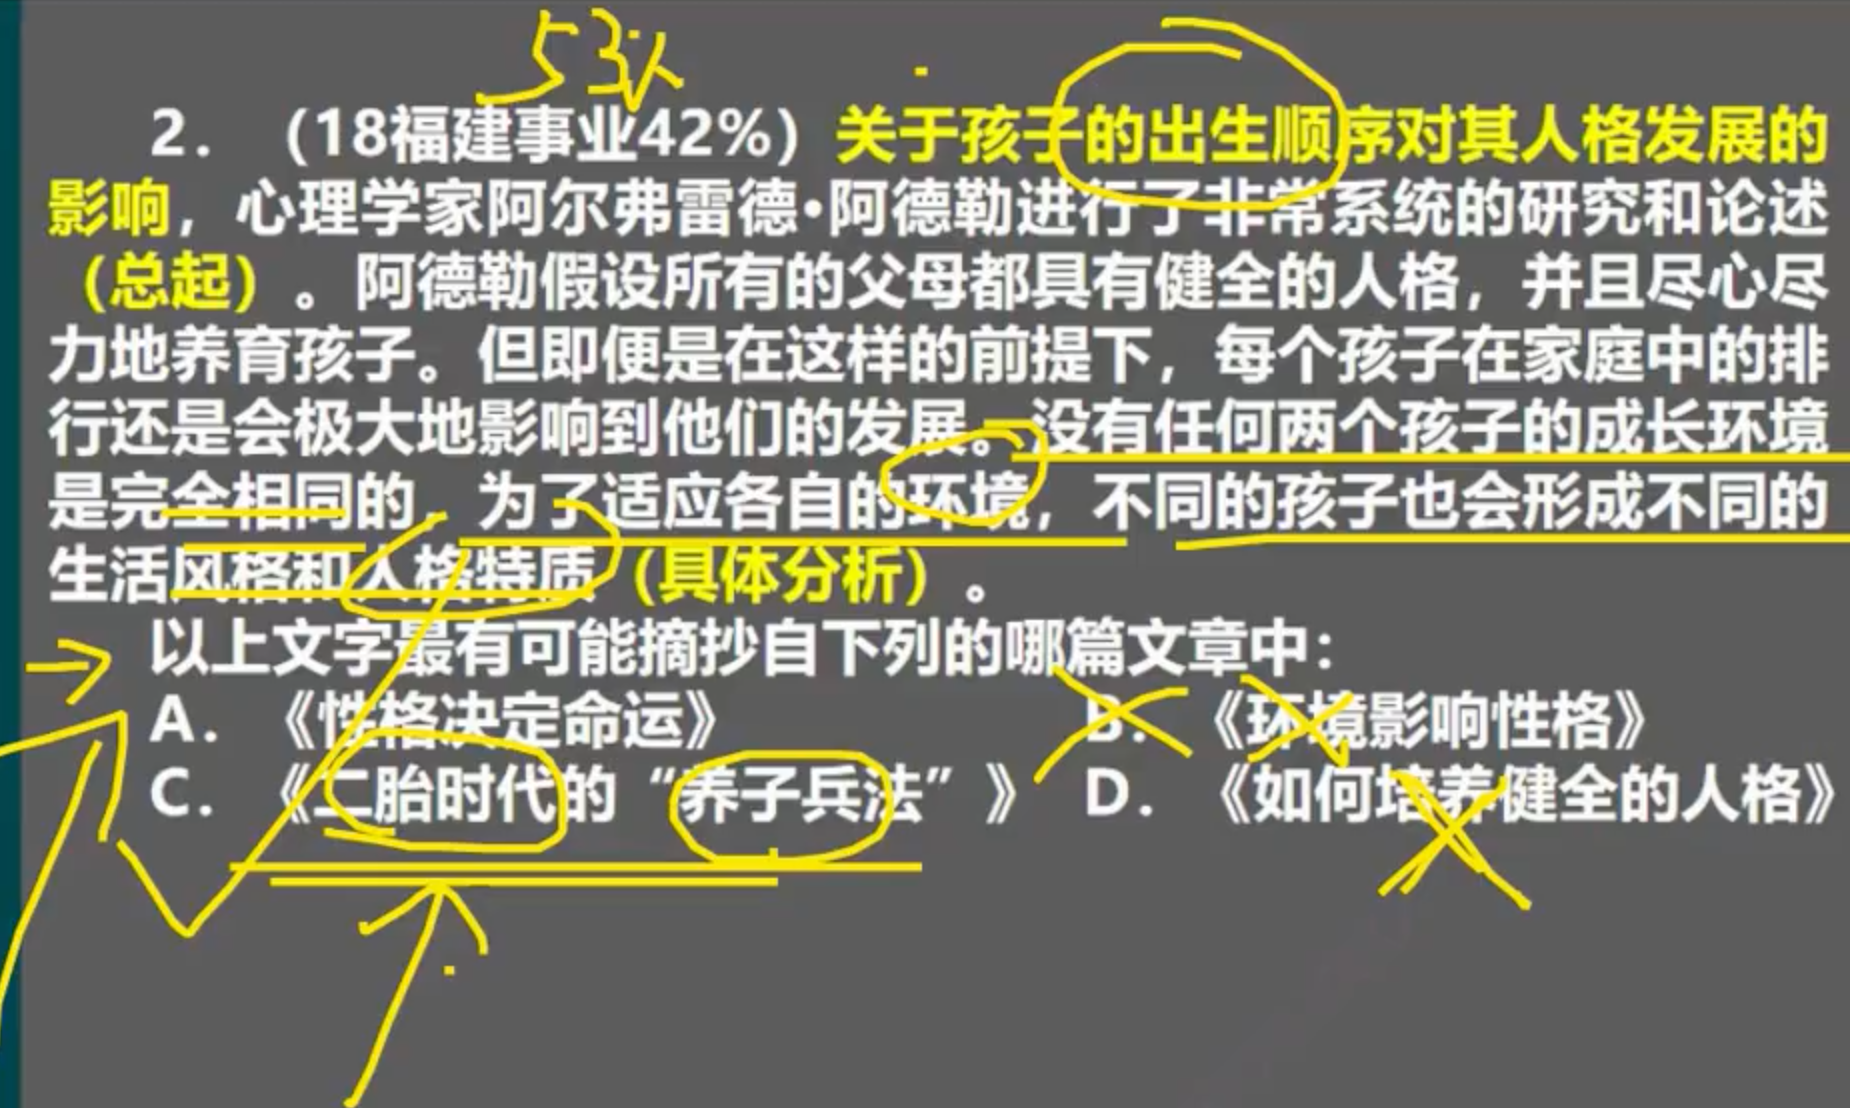 53%
2. （18福建事业42%）关于孩子的出生顺序对其人格发展的
影响，心理学家阿尔弗雷德•阿德勒进行了非常系统的研究和论述
（总起）。阿德勒假设所有的父母都具有健全的人格，并且尽心尽
力地养育孩子。但即便是在这样的前提下，每个孩子在家庭中的排
行还是会极大地影响到他们的发展。没有任何两个孩子的成长环境
是完全相同的，为了适应各自的环境，不同的孩子也会形成不同的
生活风格和人格特质（具体分析）。
以上文字最有可能摘抄自下列的哪篇文章中：
A. 《性格决定命运》 B. 《环境影响性格》
C. 《二胎时代的“养子兵法”》 D. 《如何培养健全的人格》